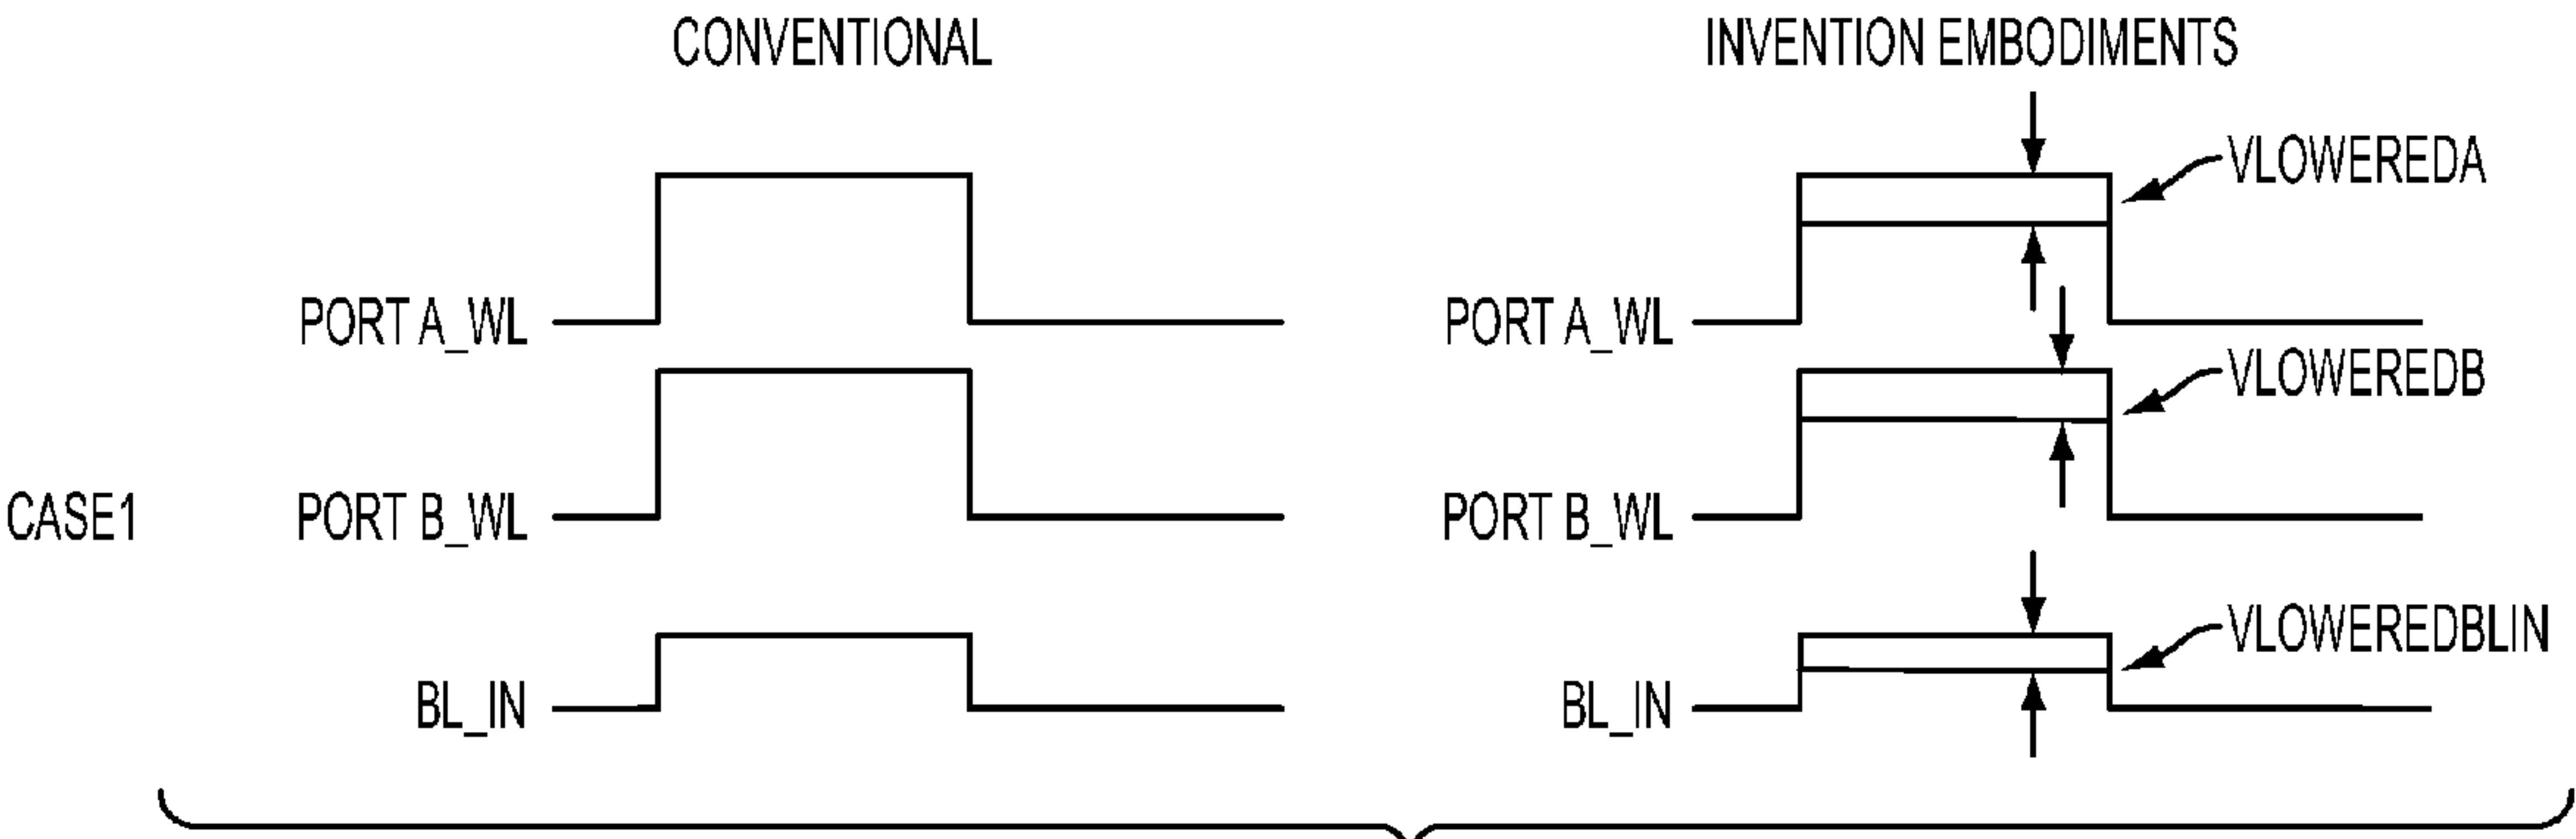 CONVENTIONAL
INVENTION EMBODIMENTS
VLOWEREDA
PORT A_WL
PORT A_WL
VLOWEREDB
CASE1
PORT B_WL
PORT B_WL
VLOWEREDBLIN
BL_IN
BL_IN